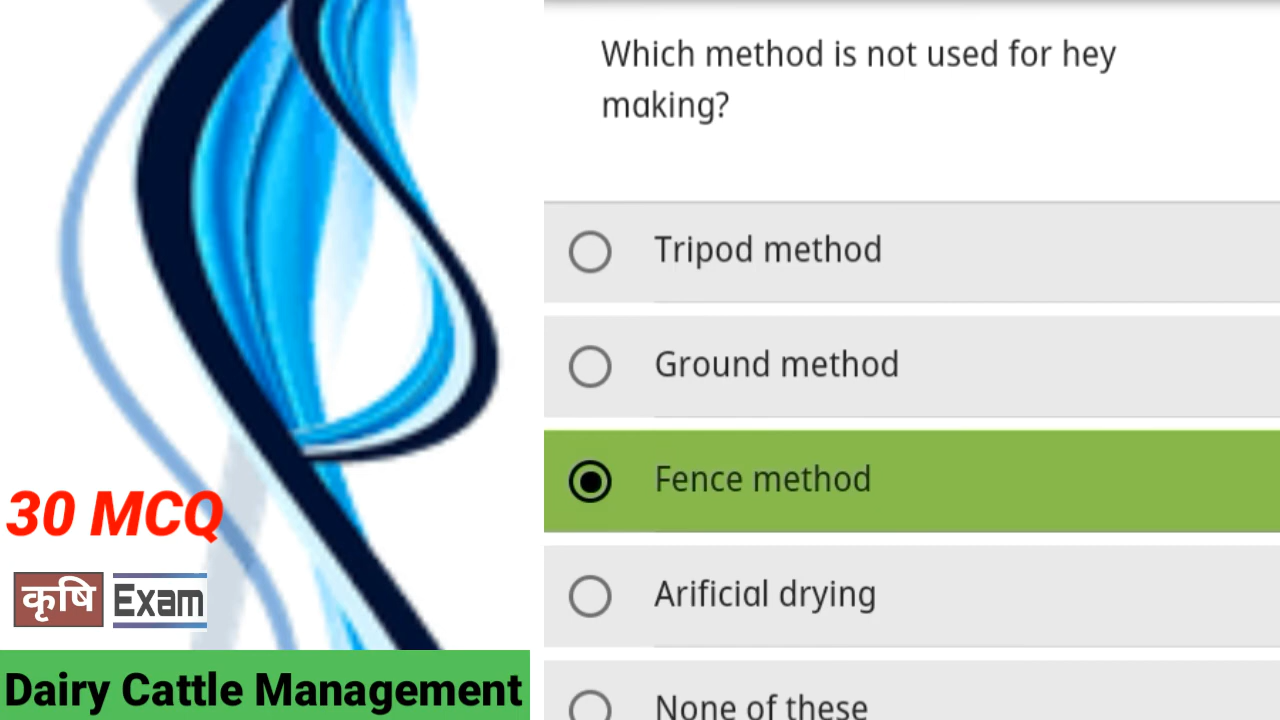 Which method is not used for hey
making?
Tripod method
Ground method
Fence method
Arificial drying
None of these
30 MCQ
कृषि Exam
Dairy Cattle Management